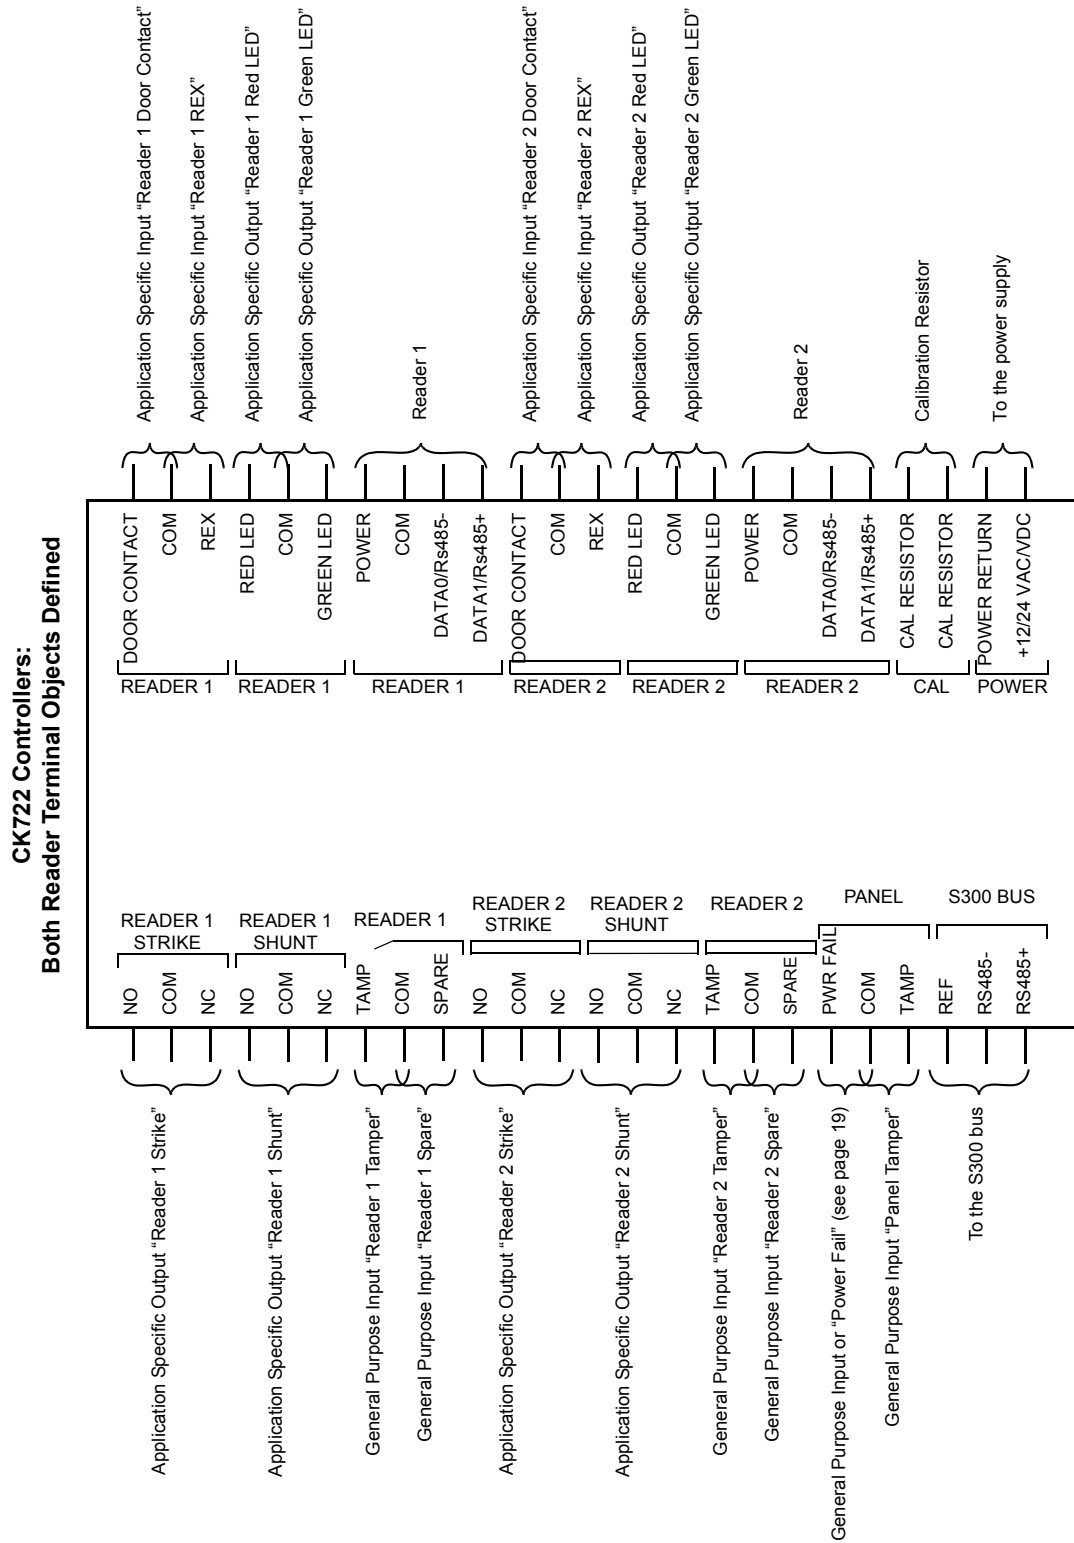 CK722 Controllers:
Both Reader Terminal Objects Defined
Application Specific Input “Reader 1 Door Contact”
Application Specific Input “Reader 1 REX”
Application Specific Output “Reader 1 Red LED”
Application Specific Output “Reader 1 Green LED”
Reader 1
Application Specific Input “Reader 2 Door Contact”
Application Specific Input “Reader 2 REX”
Application Specific Output “Reader 2 Red LED”
Application Specific Output “Reader 2 Green LED”
Reader 2
Calibration Resistor
To the power supply
DOOR CONTACT
COM
REX
RED LED
COM
GREEN LED
POWER
COM
DATA0/Rs485-
DATA1/Rs485+
DOOR CONTACT
COM
REX
RED LED
COM
GREEN LED
POWER
COM
DATA0/Rs485-
DATA1/Rs485+
CAL RESISTOR
CAL RESISTOR
POWER RETURN
+12/24 VAC/VDC
READER 1
READER 1
READER 1
READER 2
READER 2
READER 2
CAL
POWER
READER 1
STRIKE
READER 1
SHUNT
READER 1
READER 2
STRIKE
READER 2
SHUNT
READER 2
PANEL
S300 BUS
NO
COM
NC
NO
COM
NC
TAMP
COM
SPARE
NO
COM
NC
NO
COM
NC
TAMP
COM
SPARE
PWR FAIL
COM
TAMP
REF
RS485-
RS485+
Application Specific Output “Reader 1 Strike”
Application Specific Output “Reader 1 Shunt”
General Purpose Input “Reader 1 Tamper”
General Purpose Input “Reader 1 Spare”
Application Specific Output “Reader 2 Strike”
Application Specific Output “Reader 2 Shunt”
General Purpose Input “Reader 2 Tamper”
General Purpose Input “Reader 2 Spare”
General Purpose Input or “Power Fail” (see page 19)
General Purpose Input “Panel Tamper”
To the S300 bus